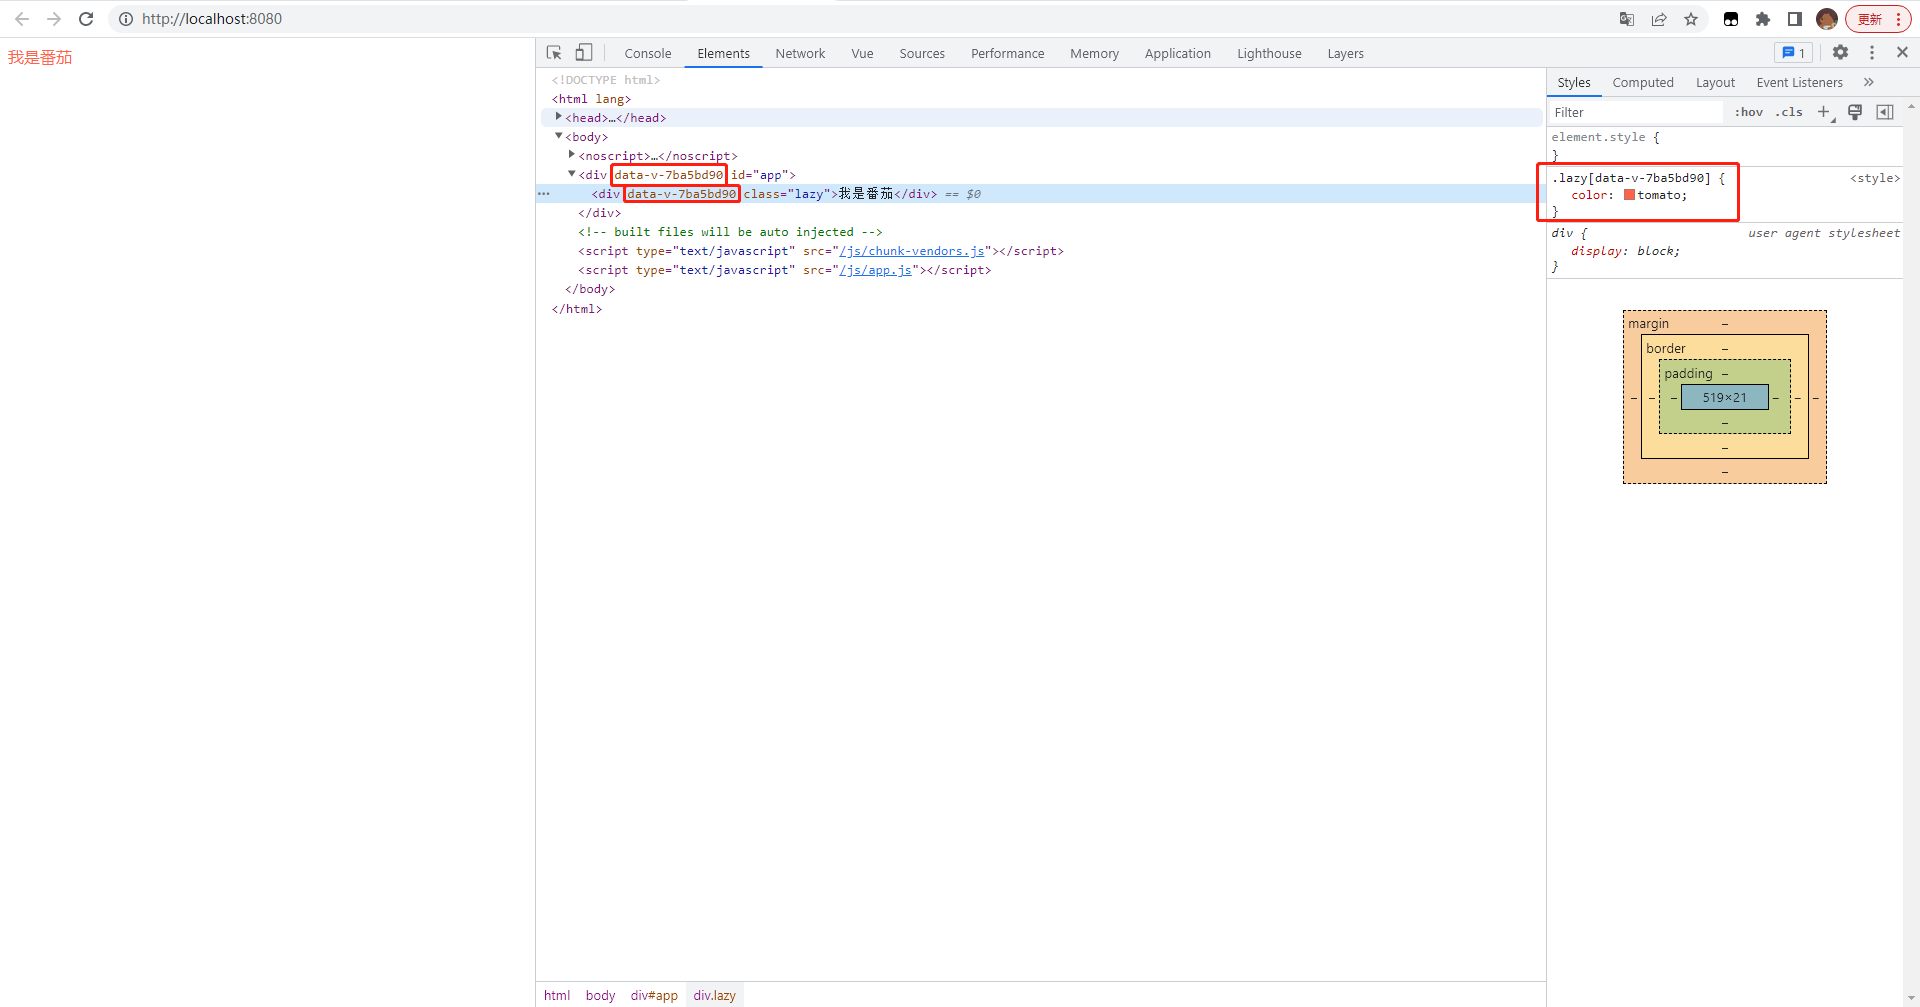 http://localhost:8080 更新
我是番茄
Console Elements Network Vue Sources Performance Memory Application Lighthouse Layers 1
<!DOCTYPE html>
<html lang>
<head>…</head>
<body>
<noscript>…</noscript>
<div data-v-7ba5bd90 id="app">
<div data-v-7ba5bd90 class="lazy">我是番茄</div> == $0
</div>
<!-- built files will be auto injected -->
<script type="text/javascript" src="/js/chunk-vendors.js"></script>
<script type="text/javascript" src="/js/app.js"></script>
</body>
</html>
html body div#app div.lazy
Styles Computed Layout Event Listeners »
Filter :hov .cls +
element.style {
}
.lazy[data-v-7ba5bd90] { <style>
color: tomato;
}
div { user agent stylesheet
display: block;
}
margin –
border –
padding –
– – – 519×21 – – –
–
–
–